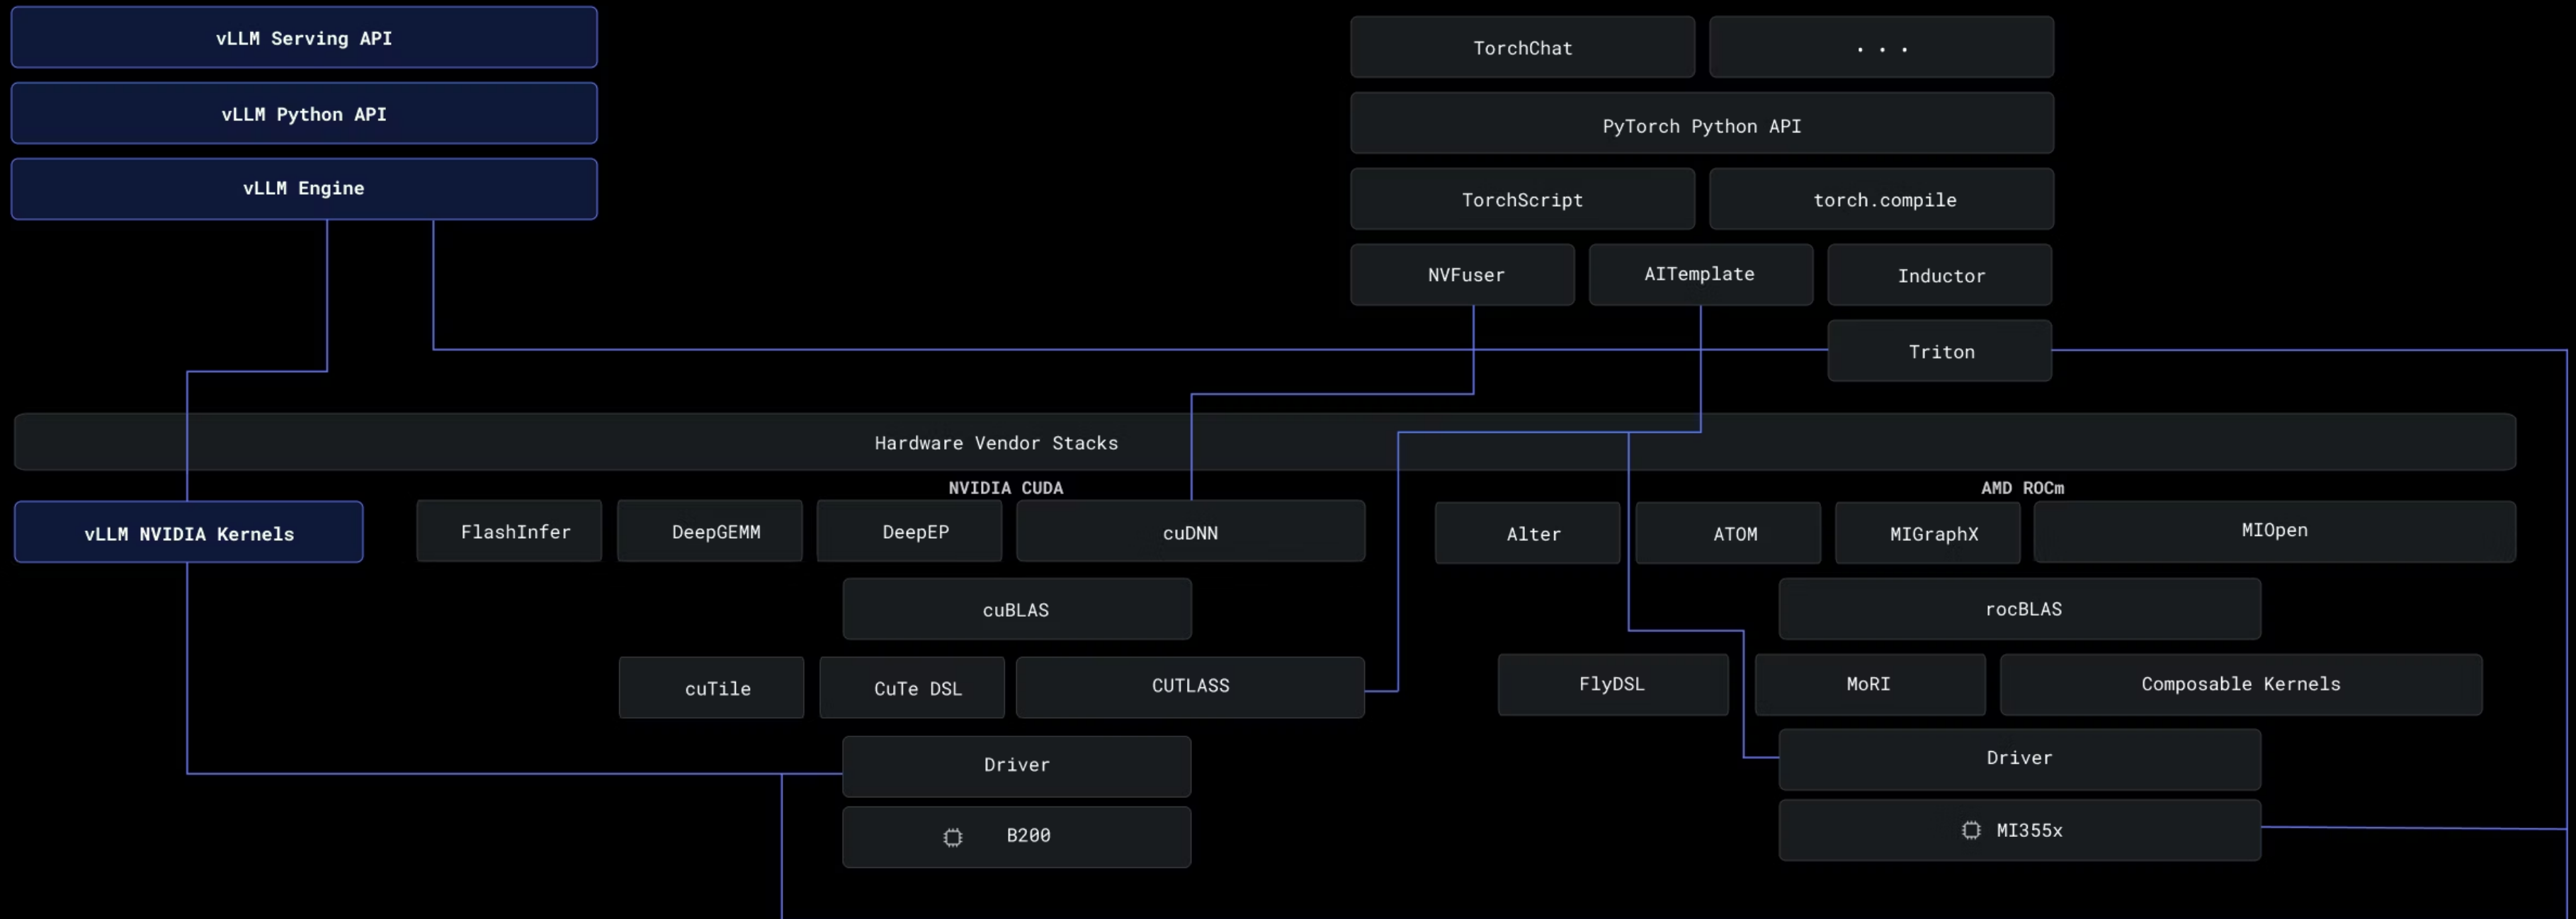 vLLM Serving API
vLLM Python API
vLLM Engine
TorchChat
. . .
PyTorch Python API
TorchScript
torch.compile
NVFuser
AITemplate
Inductor
Triton
Hardware Vendor Stacks
NVIDIA CUDA
vLLM NVIDIA Kernels
FlashInfer
DeepGEMM
DeepEP
cuDNN
cuBLAS
cuTile
CuTe DSL
CUTLASS
Driver
B200
AMD ROCm
Alter
ATOM
MIGraphX
MIOpen
rocBLAS
FlyDSL
MoRI
Composable Kernels
Driver
MI355x